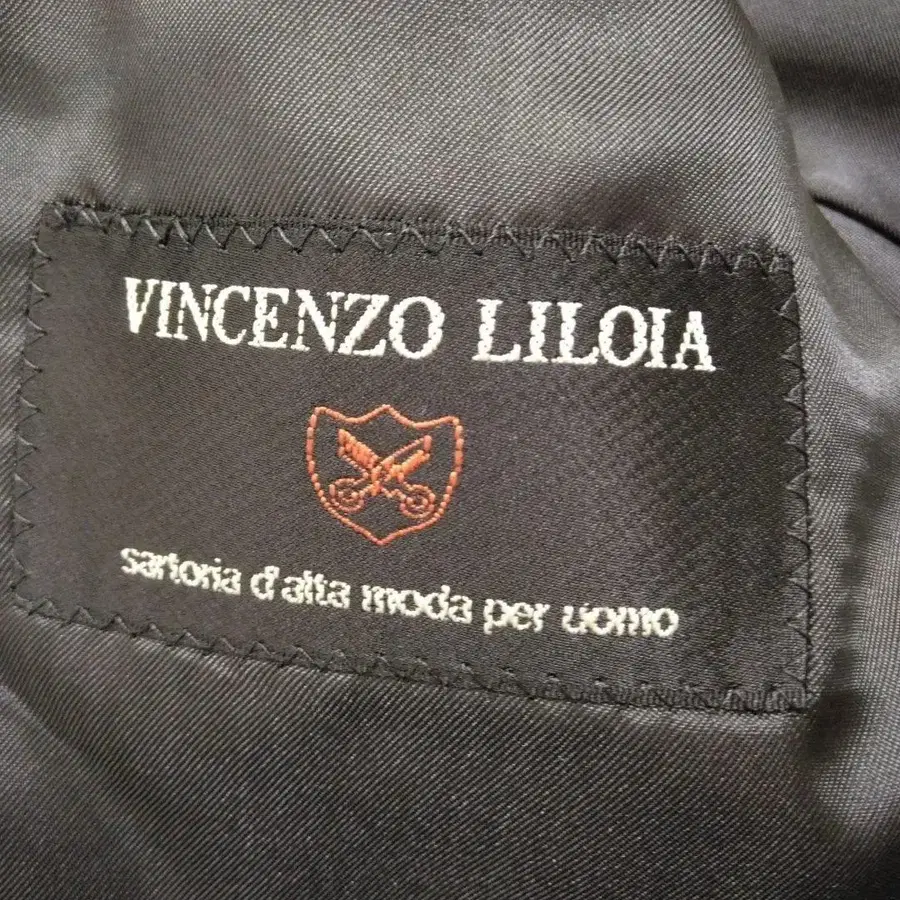 VINCENZO LILOIA
sartoria d'alta moda per uomo